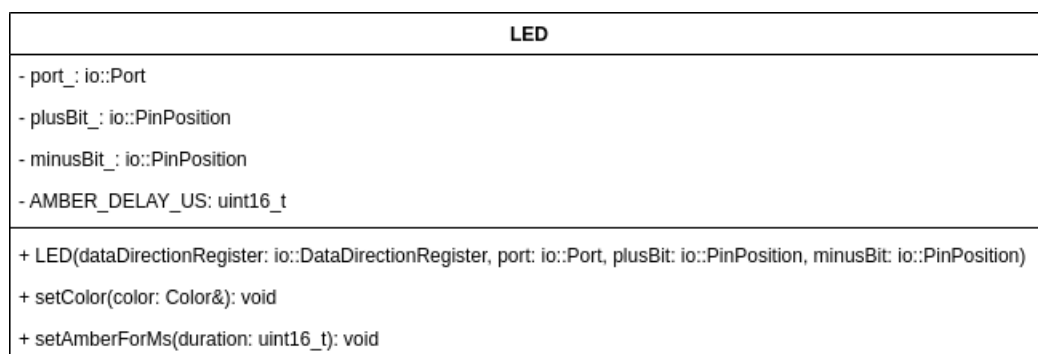 LED
- port_: io::Port
- plusBit_: io::PinPosition
- minusBit_: io::PinPosition
- AMBER_DELAY_US: uint16_t
+ LED(dataDirectionRegister: io::DataDirectionRegister, port: io::Port, plusBit: io::PinPosition, minusBit: io::PinPosition)
+ setColor(color: Color&): void
+ setAmberForMs(duration: uint16_t): void